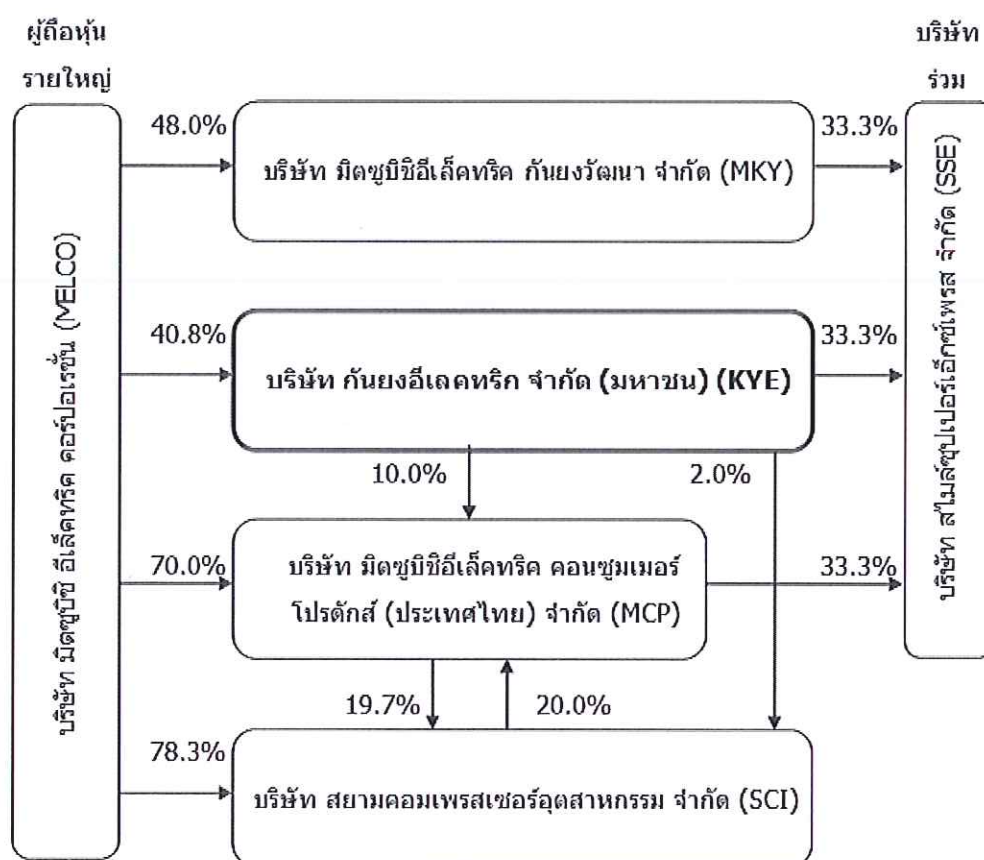 ผู้ถือหุ้น
รายใหญ่
บริษัท
ร่วม
บริษัท มิตซูบิชิ อิเล็คทริค คอร์ปอเรชั่น (MELCO)
48.0%
บริษัท มิตซูบิชิอีเล็คทริค กันยงวัฒนา จำกัด (MKY)
33.3%
40.8%
บริษัท กันยงอีเลคทริก จำกัด (มหาชน) (KYE)
33.3%
บริษัท สไมล์ซุปเปอร์เอ็กซ์เพรส จำกัด (SSE)
10.0%
2.0%
70.0%
บริษัท มิตซูบิชิอีเล็คทริค คอนซูมเมอร์
โปรดักส์ (ประเทศไทย) จำกัด (MCP)
33.3%
19.7%
20.0%
78.3%
บริษัท สยามคอมเพรสเซอร์อุตสาหกรรม จำกัด (SCI)